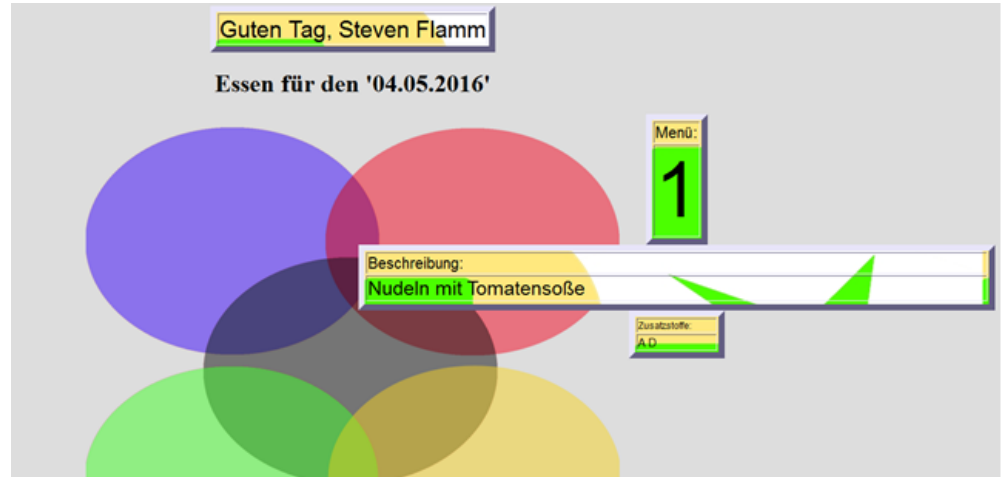 Guten Tag, Steven Flamm
Essen für den '04.05.2016'
Menü:
1
Beschreibung:
Nudeln mit Tomatensoße
Zusatzstoffe:
A D